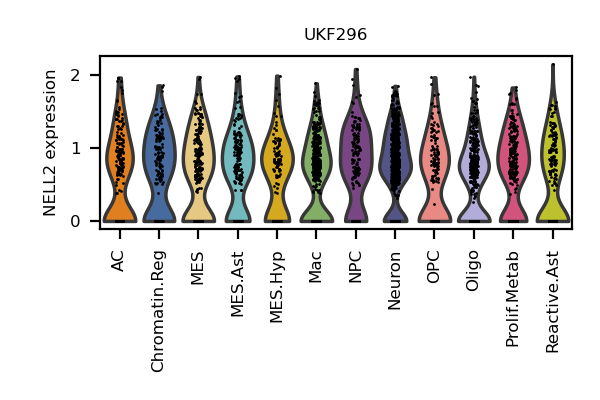 UKF296
NELL2 expression
2
1
0
AC
Chromatin.Reg
MES
MES.Ast
MES.Hyp
Mac
NPC
Neuron
OPC
Oligo
Prolif.Metab
Reactive.Ast